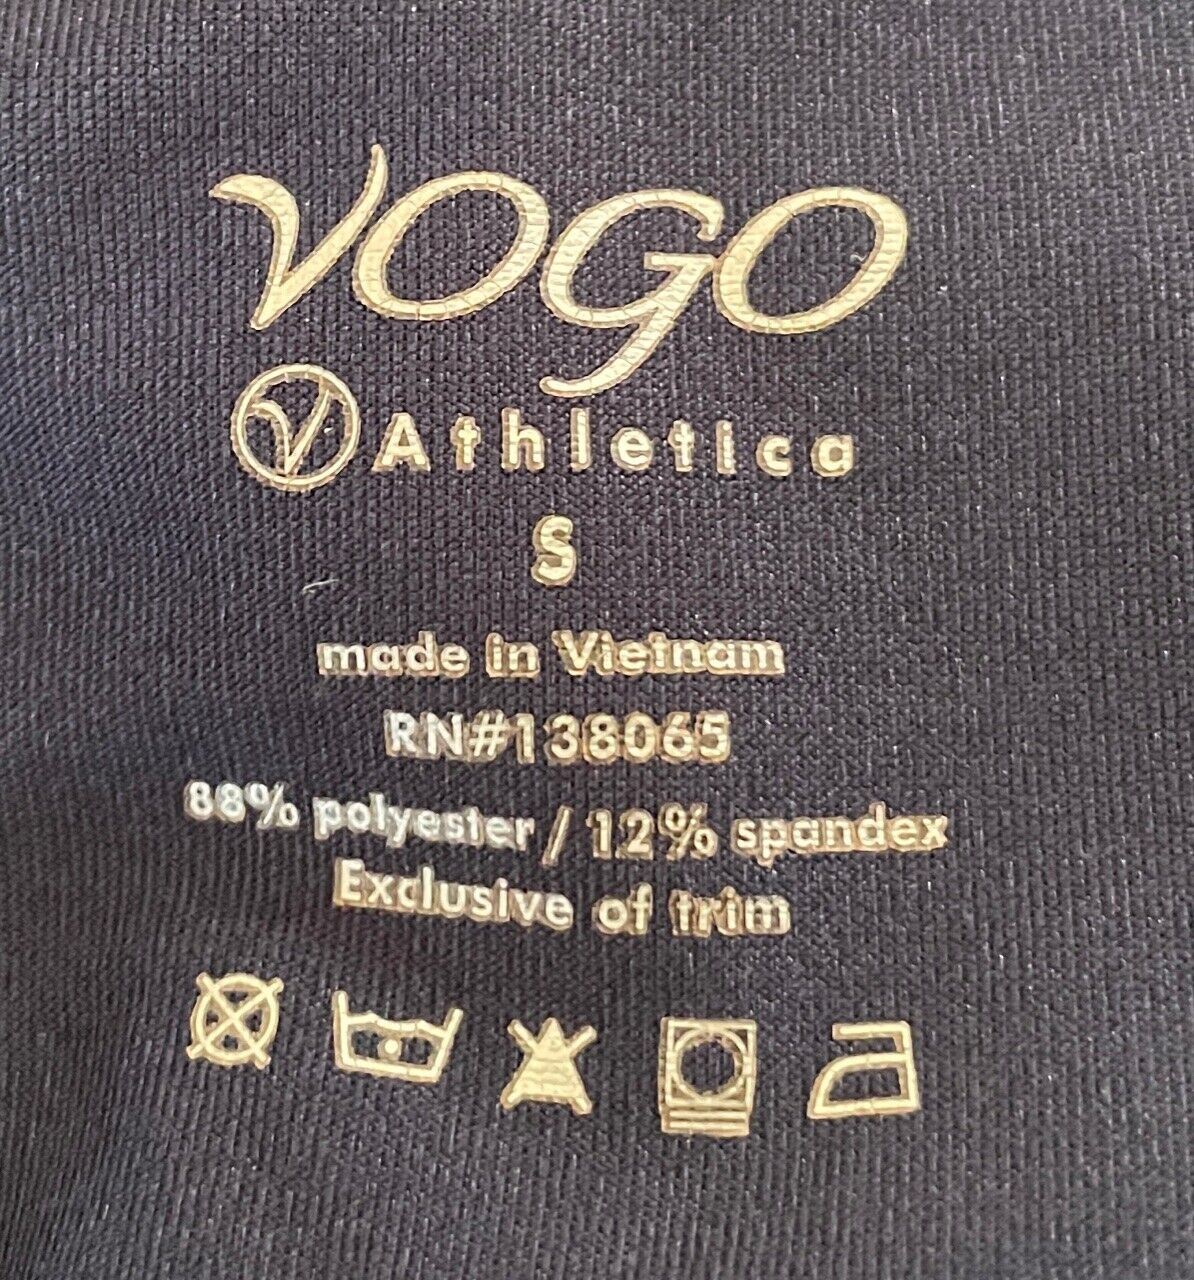 VOGO
V Athletica
S
made in Vietnam
RN#138065
88% polyester / 12% spandex
Exclusive of trim